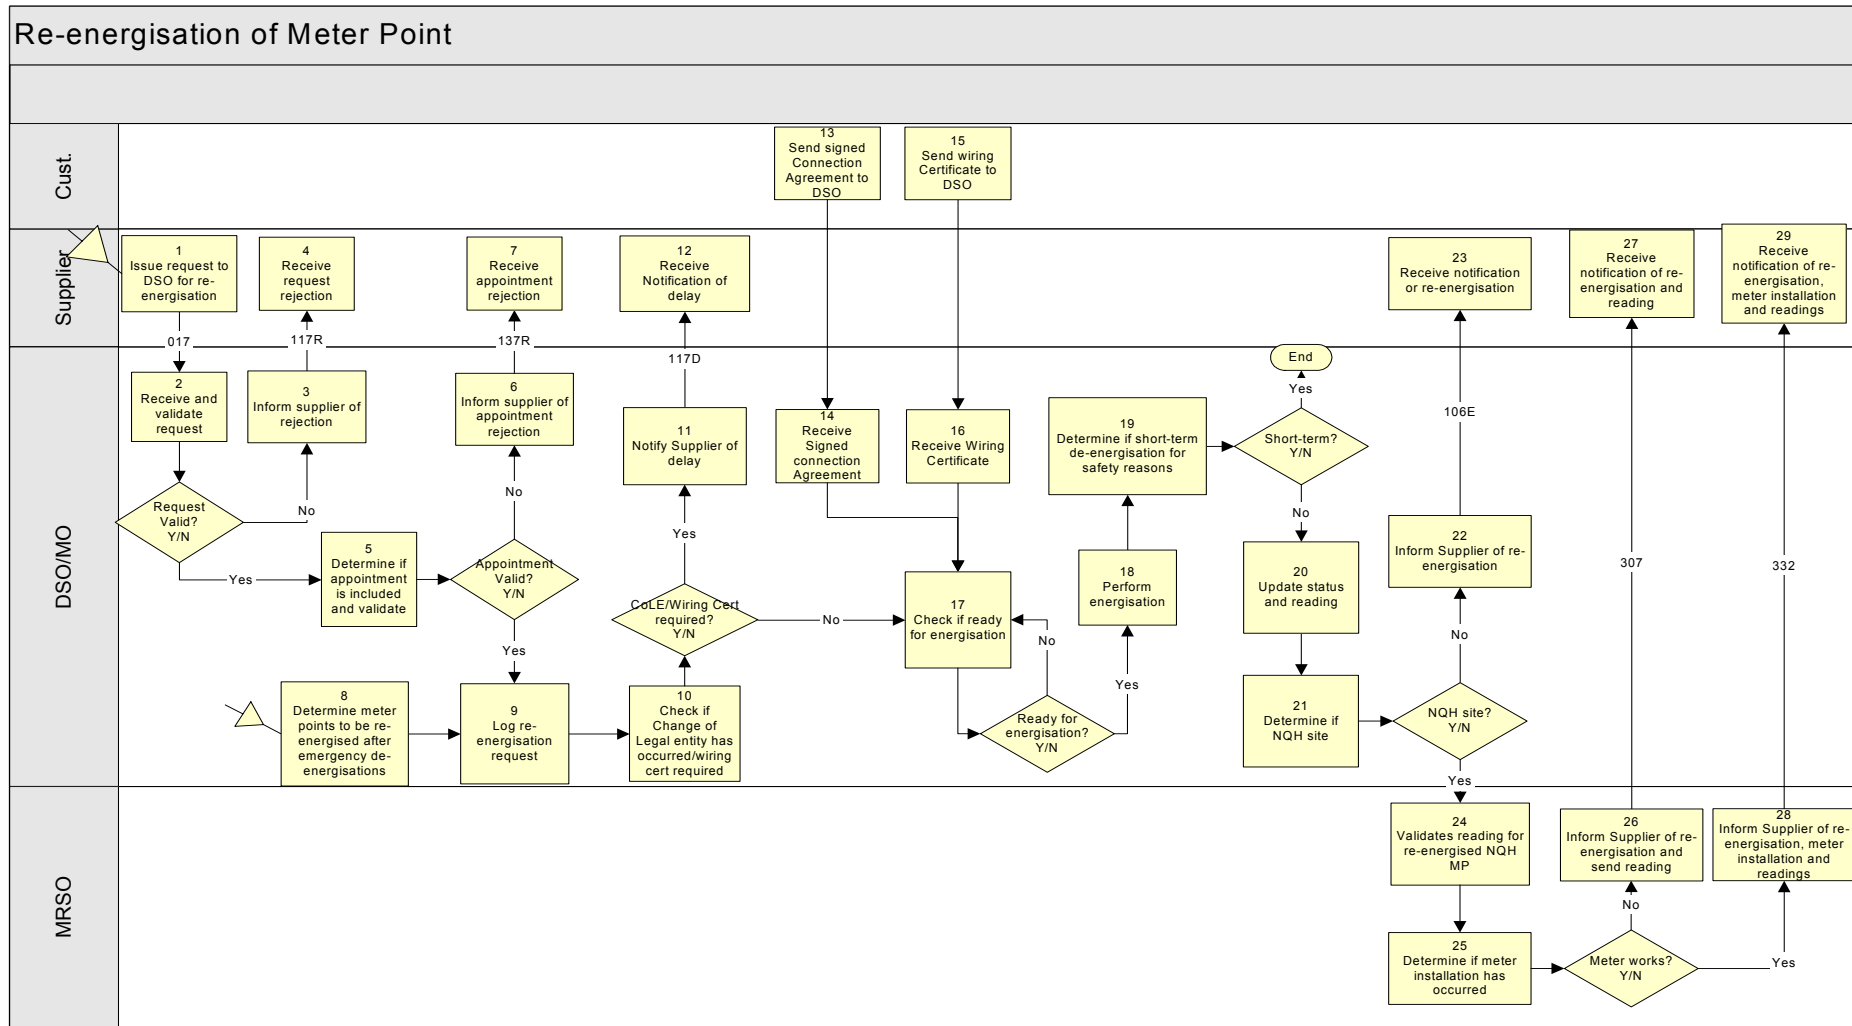 Re-energisation of Meter Point
Cust.
13
Send signed
Connection
Agreement to
DSO
15
Send wiring
Certificate to
DSO
Supplier
1
Issue request to
DSO for re-
energisation
4
Receive
request
rejection
7
Receive
appointment
rejection
12
Receive
Notification of
delay
23
Receive notification
or re-energisation
27
Receive
notification of re-
energisation and
reading
29
Receive
notification of re-
energisation,
meter installation
and readings
017
117R
137R
117D
DSO/MO
2
Receive and
validate
request
3
Inform supplier of
rejection
Request
Valid?
Y/N
No
Yes
5
Determine if
appointment
is included
and validate
6
Inform supplier of
appointment
rejection
No
Appointment
Valid?
Y/N
Yes
8
Determine meter
points to be re-
energised after
emergency de-
energisations
9
Log re-
energisation
request
10
Check if
Change of
Legal entity has
occurred/wiring
cert required
11
Notify Supplier of
delay
Yes
CoLE/Wiring Cert
required?
Y/N
No
14
Receive
Signed
connection
Agreement
16
Receive Wiring
Certificate
17
Check if ready
for energisation
No
Ready for
energisation?
Y/N
Yes
18
Perform
energisation
19
Determine if short-term
de-energisation for
safety reasons
End
Yes
Short-term?
Y/N
No
20
Update status
and reading
21
Determine if
NQH site
106E
22
Inform Supplier of re-
energisation
No
NQH site?
Y/N
Yes
307
332
MRSO
24
Validates reading for
re-energised NQH
MP
25
Determine if meter
installation has
occurred
26
Inform Supplier of re-
energisation and
send reading
No
Meter works?
Y/N
Yes
28
Inform Supplier of re-
energisation, meter
installation and
readings